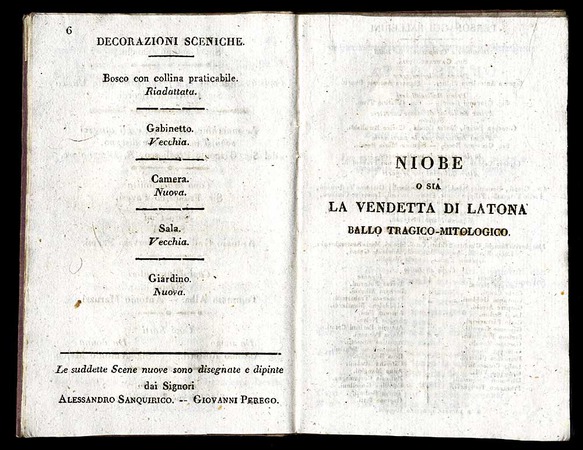 6
DECORAZIONI SCENICHE.
Bosco con collina praticabile.
Riadattata.
Gabinetto.
Vecchia.
Camera.
Nuova.
Sala.
Vecchia.
Giardino.
Nuova.
Le suddette Scene nuove sono disegnate e dipinte
dai Signori
ALESSANDRO SANQUIRICO. -- GIOVANNI PEREGO.
NIOBE
O SIA
LA VENDETTA DI LATONA
BALLO TRAGICO-MITOLOGICO.